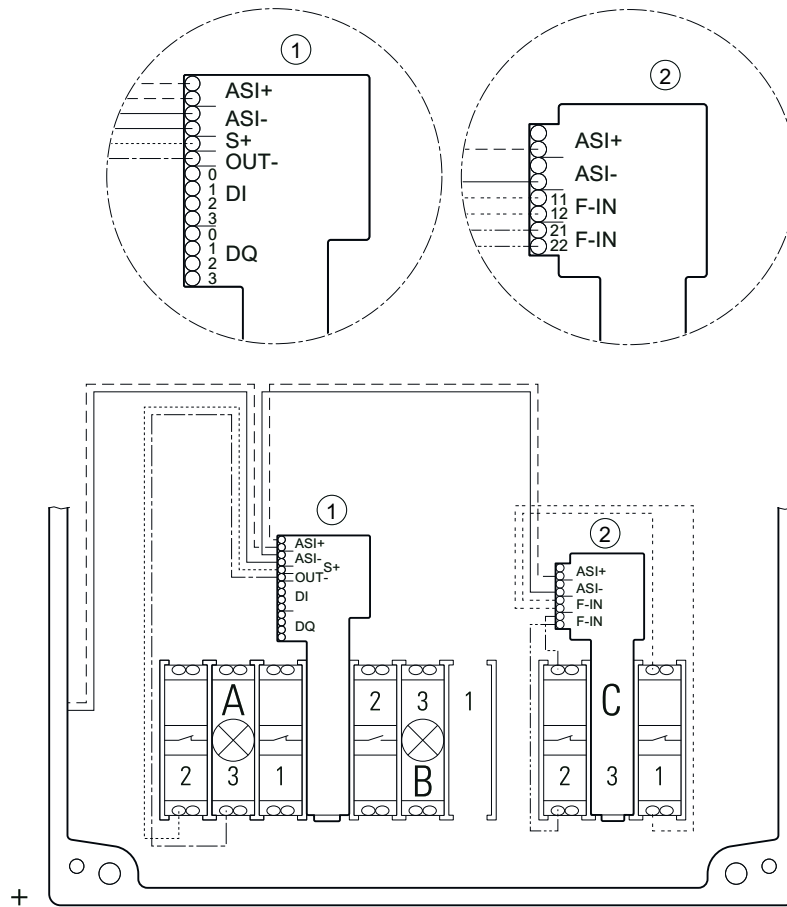 1
ASI+
ASI-
S+
OUT-
0
1
2
3
DI
0
1
2
3
DQ
2
ASI+
ASI-
11
12
F-IN
21
22
F-IN
1
ASI+
ASI-
S+
OUT-
DI
DQ
2
ASI+
ASI-
F-IN
F-IN
A
2
3
1
2
3
1
B
C
2
3
1
+